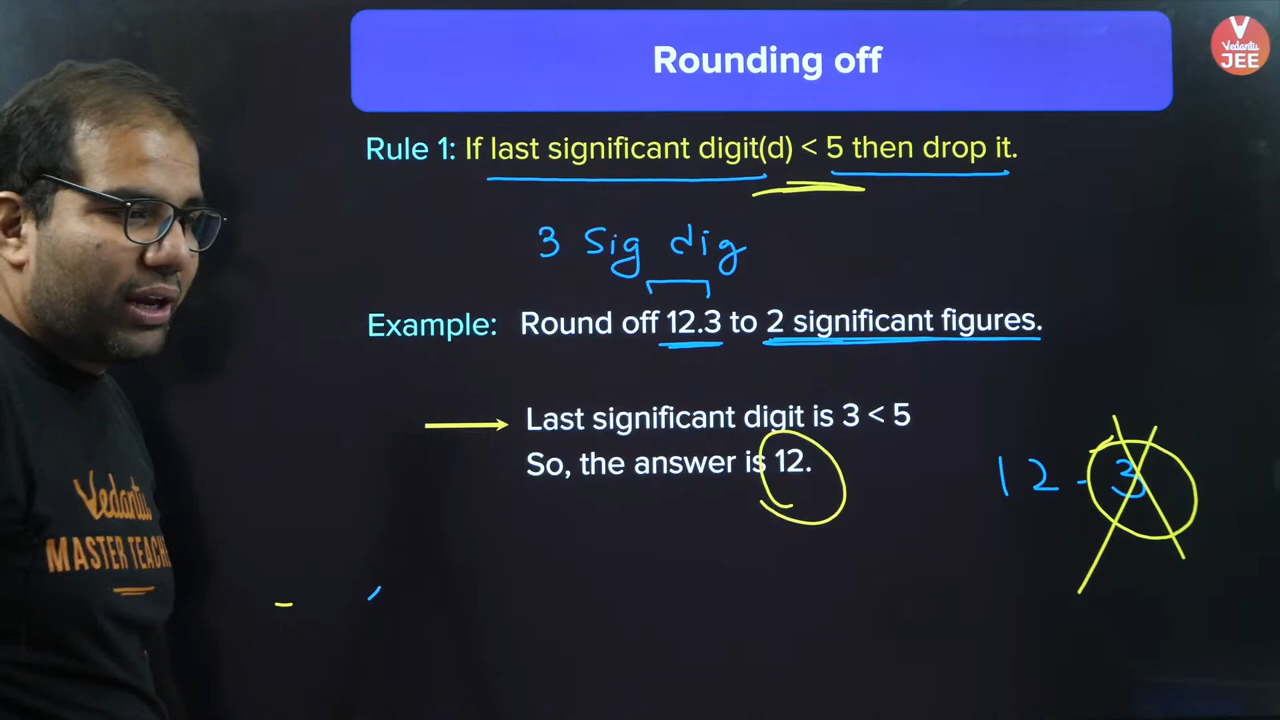 Rounding off
V
Vedantu
JEE
Rule 1: If last significant digit(d) < 5 then drop it.
3 Sig dig
Example: Round off 12.3 to 2 significant figures.
Last significant digit is 3 < 5
So, the answer is 12.
12.3
Vedantu
MASTER TEACHER